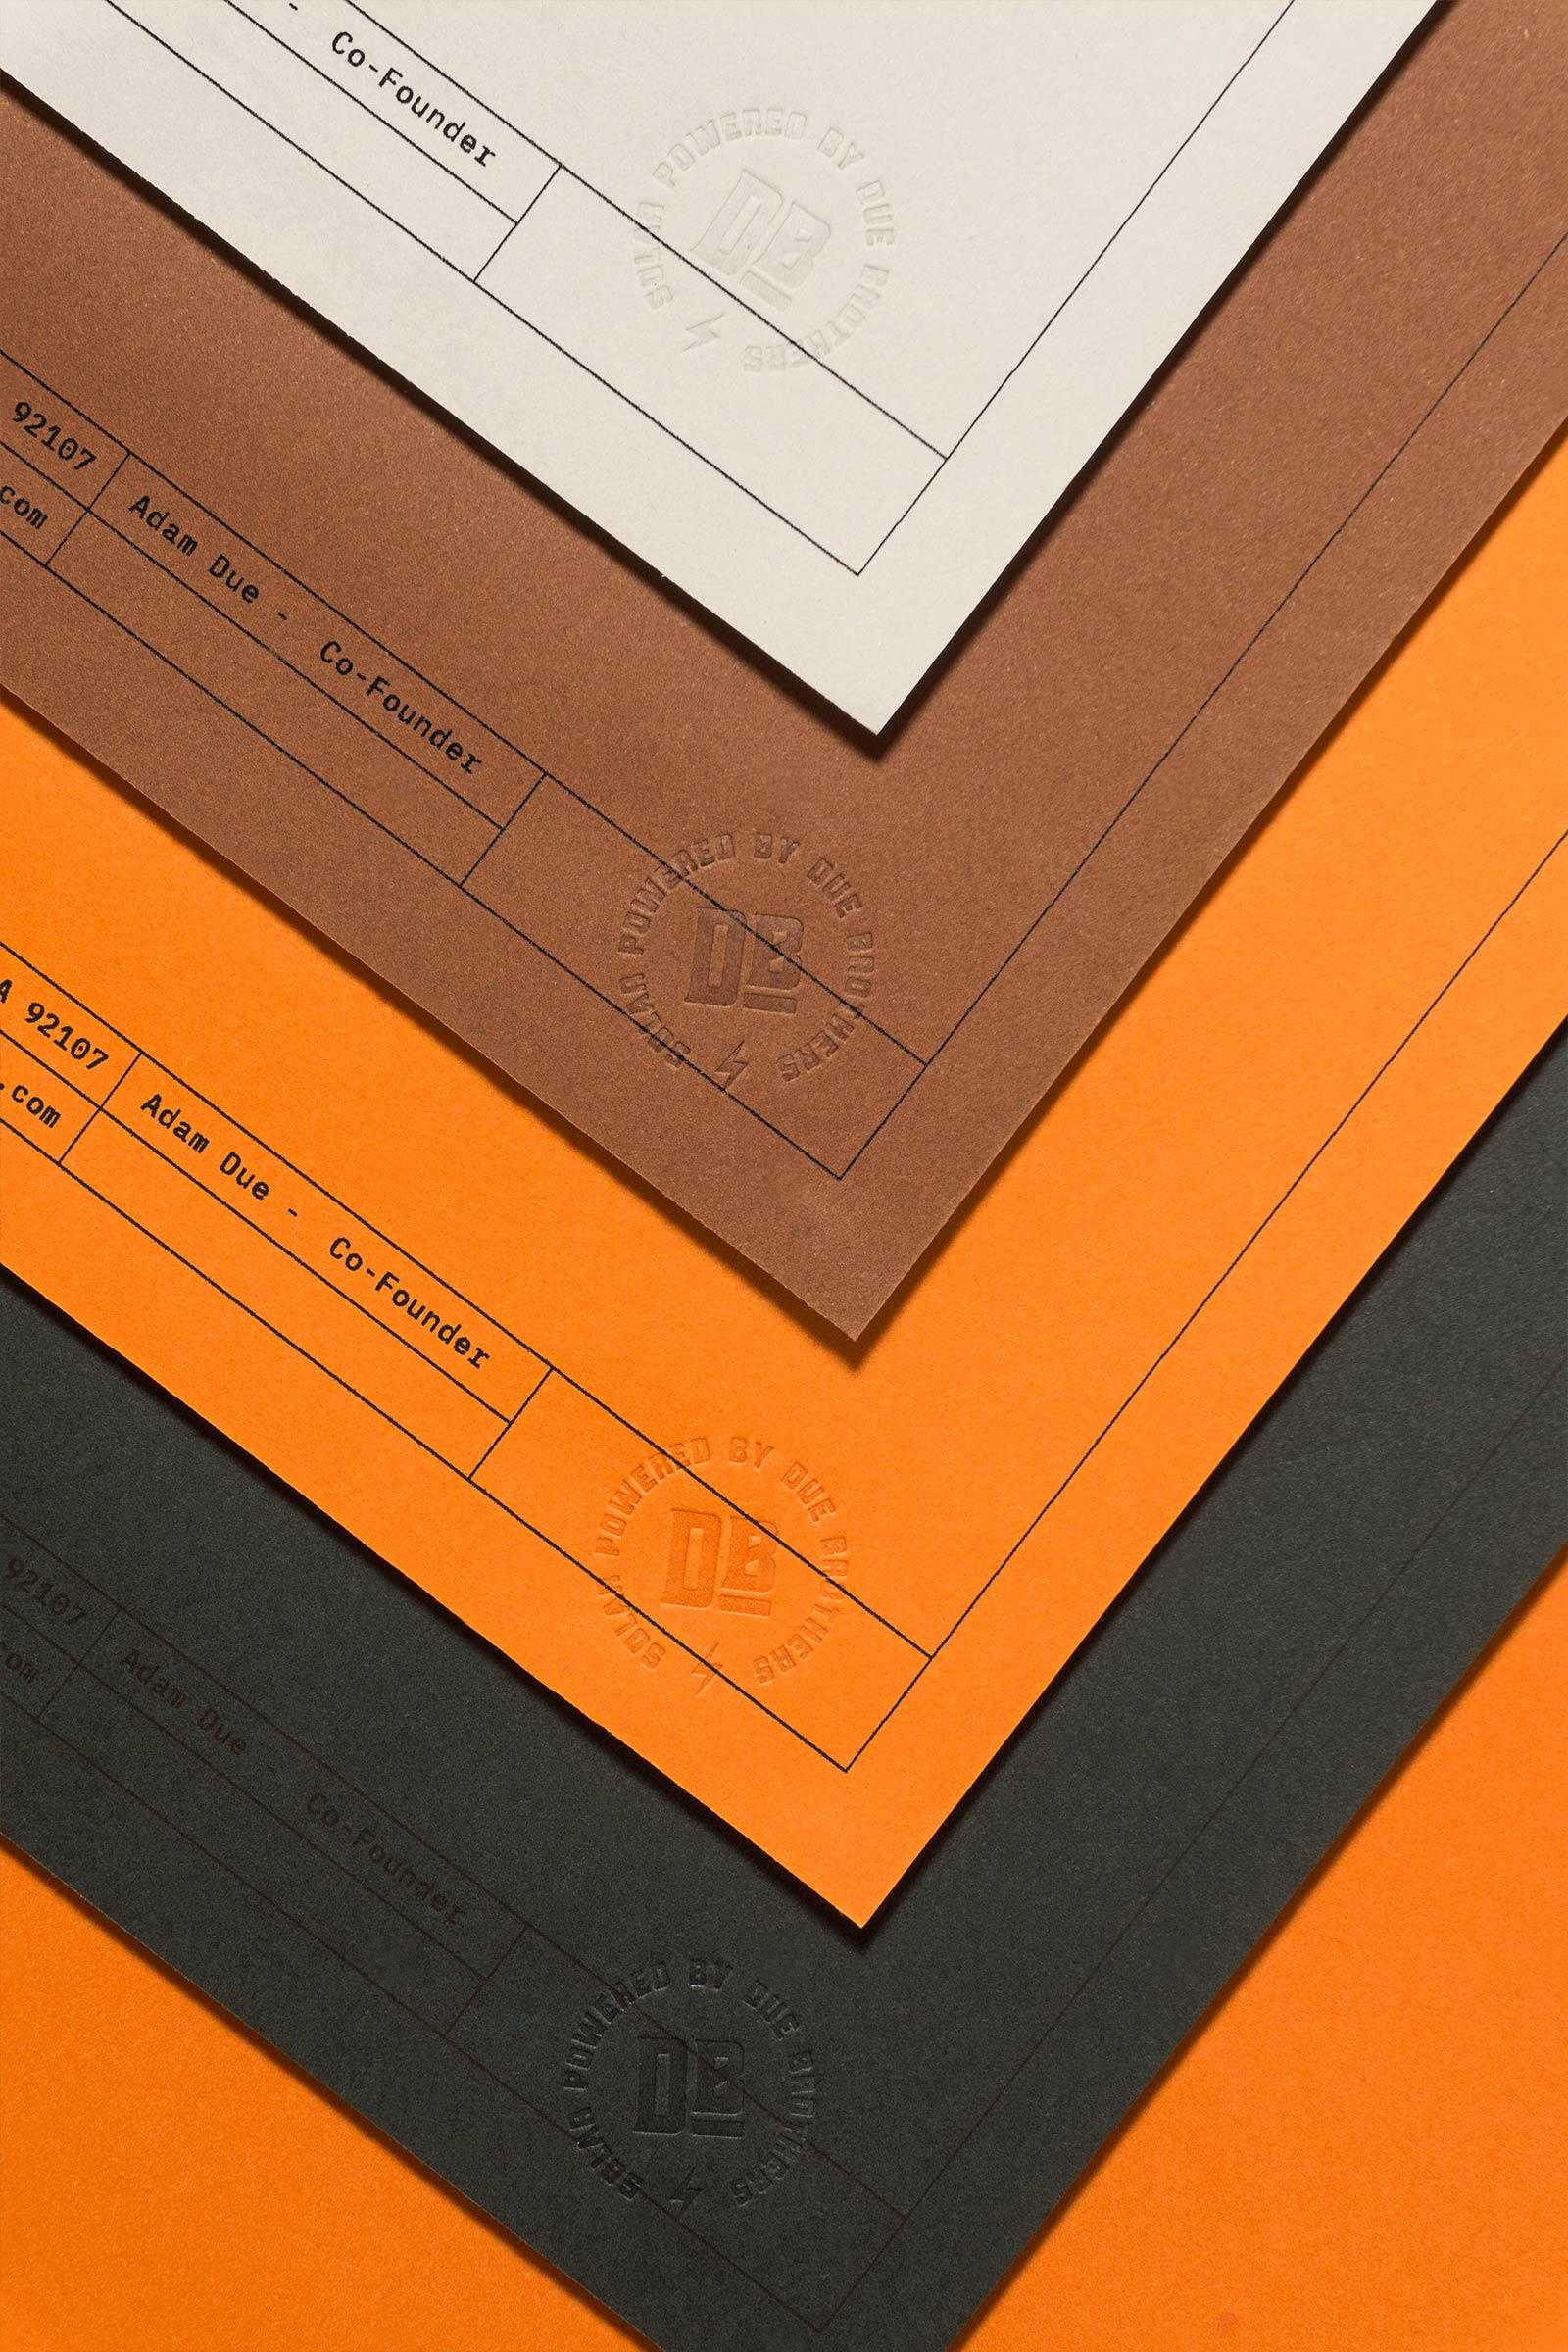 - Co-Founder
SOLAR POWERED BY DUE BROTHERS
DB
92107
Adam Due - Co-Founder
com
SOLAR POWERED BY DUE BROTHERS
DB
A 92107
Adam Due - Co-Founder
.com
SOLAR POWERED BY DUE BROTHERS
DB
92107
Adam Due - Co-Founder
com
SOLAR POWERED BY DUE BROTHERS
DB